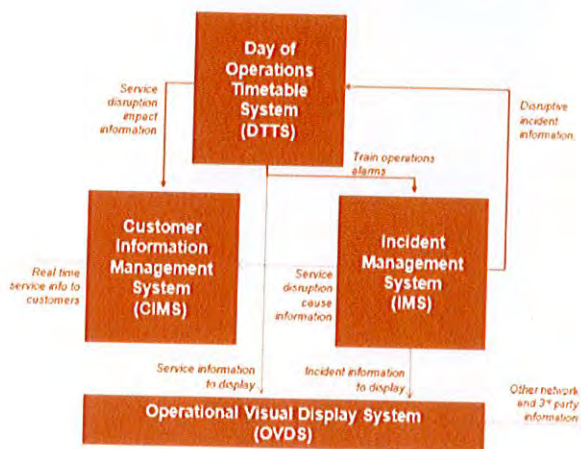 Day of
Operations
Timetable
System
(DTTS)
Service
disruption
impact
information
Disruptive
incident
information
Train operations
alarms
Customer
Information
Management
System
(CIMS)
Incident
Management
System
(IMS)
Real time
service info to
customers
Service
disruption
cause
information
Service information
to display
Incident information
to display
Other network
and 3rd party
information
Operational Visual Display System
(OVDS)